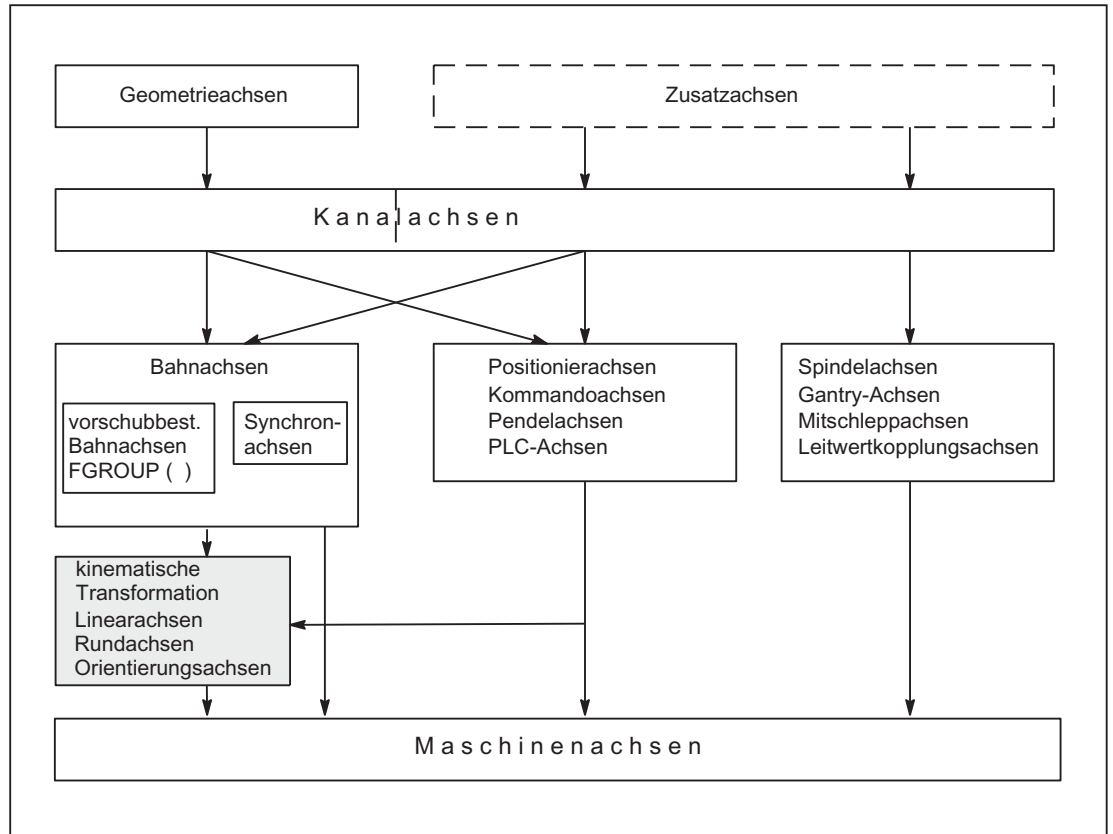 Geometrieachsen
Zusatzachsen
Kanalachsen
Bahnachsen
vorschubbest.
Bahnachsen
FGROUP ( )
Synchron-
achsen
Positionierachsen
Kommandoachsen
Pendelachsen
PLC-Achsen
Spindelachsen
Gantry-Achsen
Mitschleppachsen
Leitwertkopplungsachsen
kinematische
Transformation
Linearachsen
Rundachsen
Orientierungsachsen
Maschinenachsen